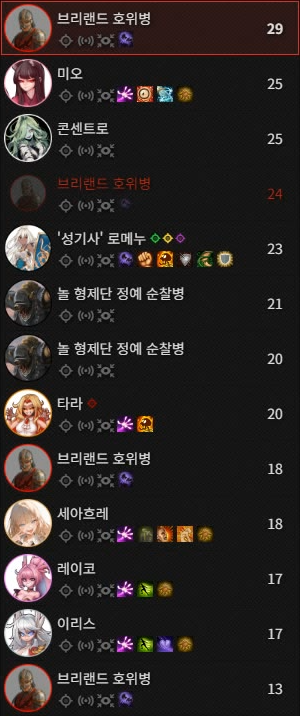 브리랜드 호위병 29
미오 25
콘센트로 25
브리랜드 호위병 24
'성기사' 로메누 23
놀 형제단 정예 순찰병 21
놀 형제단 정예 순찰병 20
타라 20
브리랜드 호위병 18
세아흐레 18
레이코 17
이리스 17
브리랜드 호위병 13